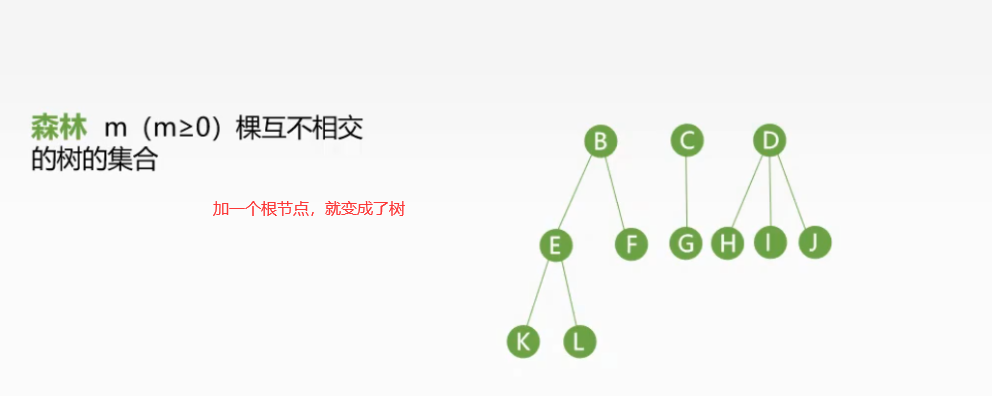 森林 m（m≥0）棵互不相交
的树的集合
加一个根节点，就变成了树
B C D
E F G H I J
K L